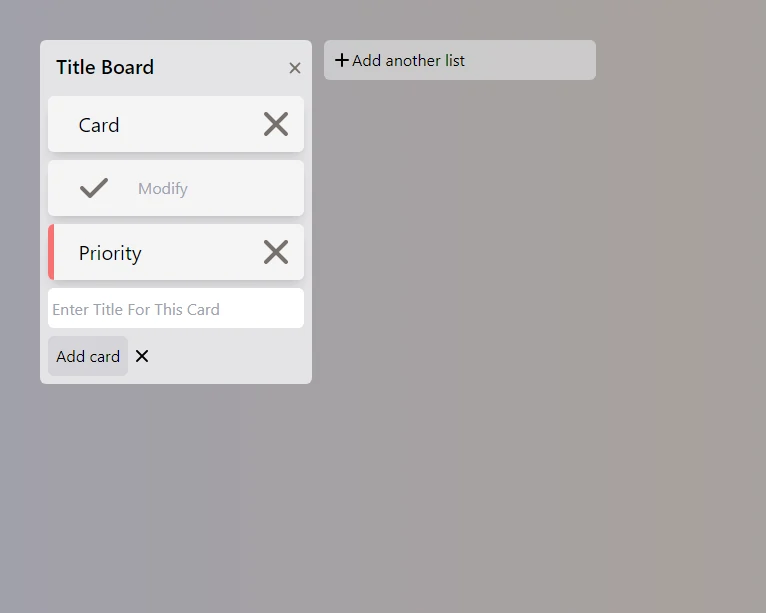 Title Board
Add another list
Card
Modify
Priority
Enter Title For This Card
Add card